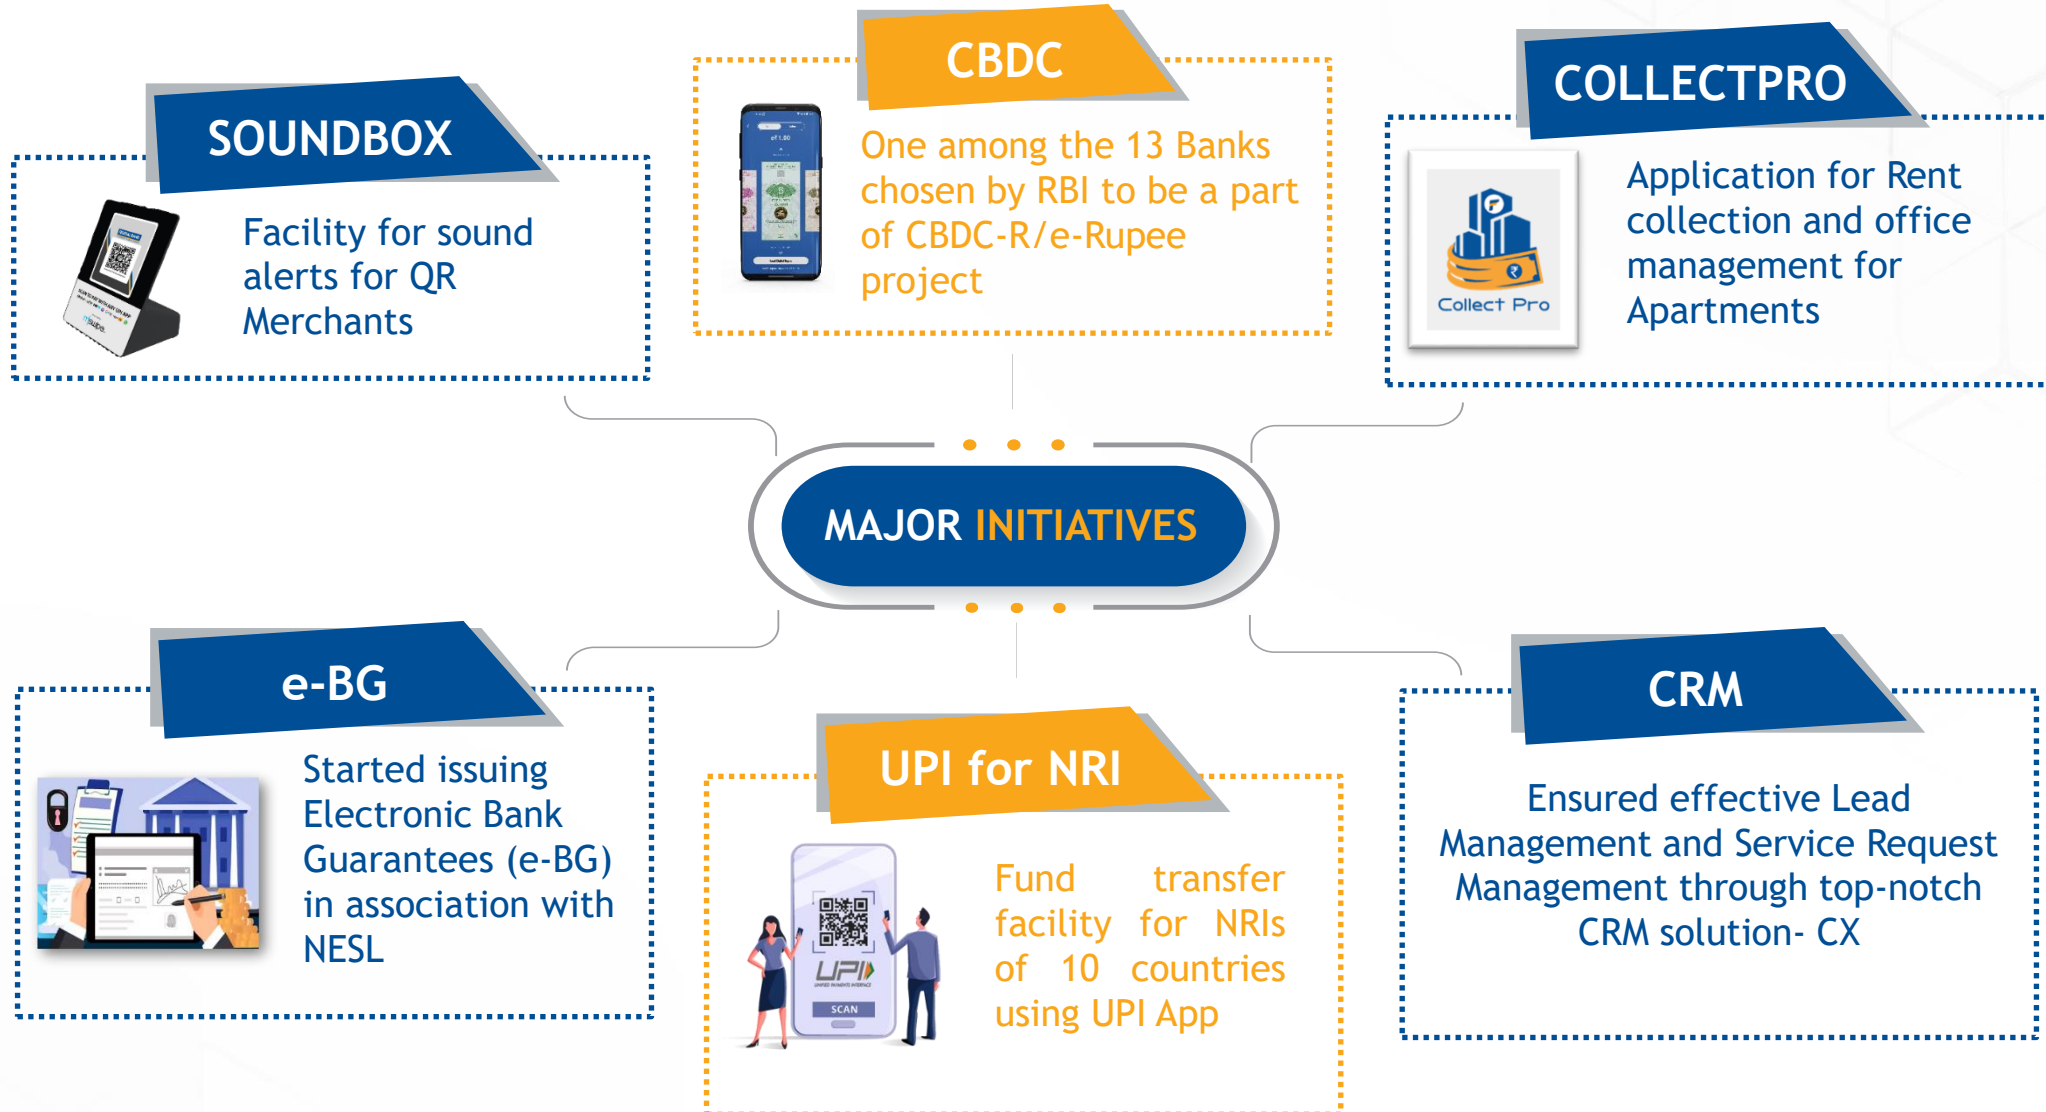 SOUNDBOX
Facility for sound
alerts for QR
Merchants
CBDC
One among the 13 Banks
chosen by RBI to be a part
of CBDC-R/e-Rupee
project
COLLECTPRO
Collect Pro
Application for Rent
collection and office
management for
Apartments
MAJOR INITIATIVES
e-BG
Started issuing
Electronic Bank
Guarantees (e-BG)
in association with
NESL
UPI for NRI
UPI
UNIFIED PAYMENTS INTERFACE
SCAN
Fund transfer
facility for NRIs
of 10 countries
using UPI App
CRM
Ensured effective Lead
Management and Service Request
Management through top-notch
CRM solution- CX